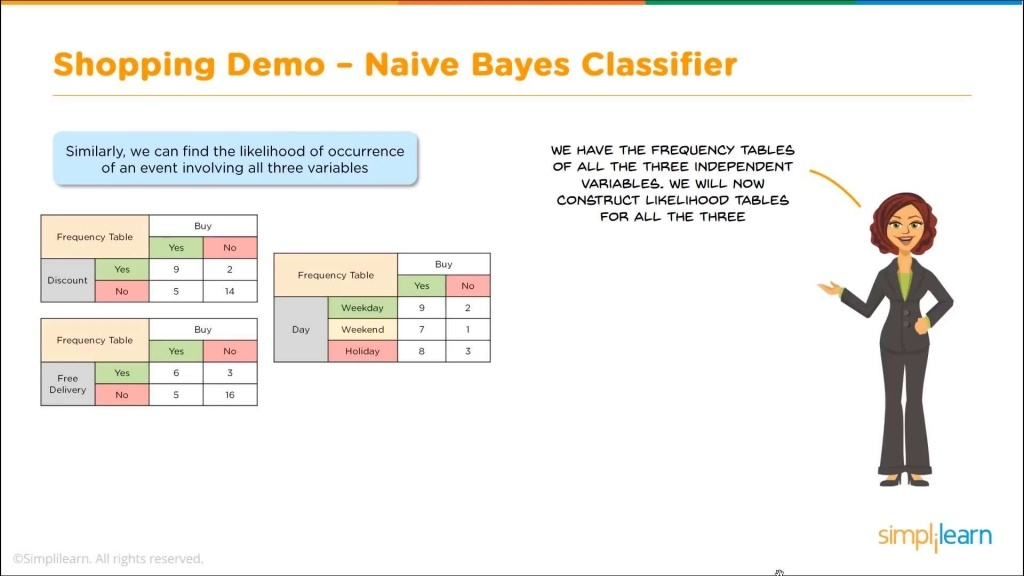 Shopping Demo – Naive Bayes Classifier
Similarly, we can find the likelihood of occurrence
of an event involving all three variables
WE HAVE THE FREQUENCY TABLES
OF ALL THE THREE INDEPENDENT
VARIABLES. WE WILL NOW
CONSTRUCT LIKELIHOOD TABLES
FOR ALL THE THREE
Frequency Table
Buy
Yes No
Discount
Yes 9 2
No 5 14
Frequency Table
Buy
Yes No
Free
Delivery
Yes 6 3
No 5 16
Frequency Table
Buy
Yes No
Day
Weekday 9 2
Weekend 7 1
Holiday 8 3
simplilearn
©Simplilearn. All rights reserved.